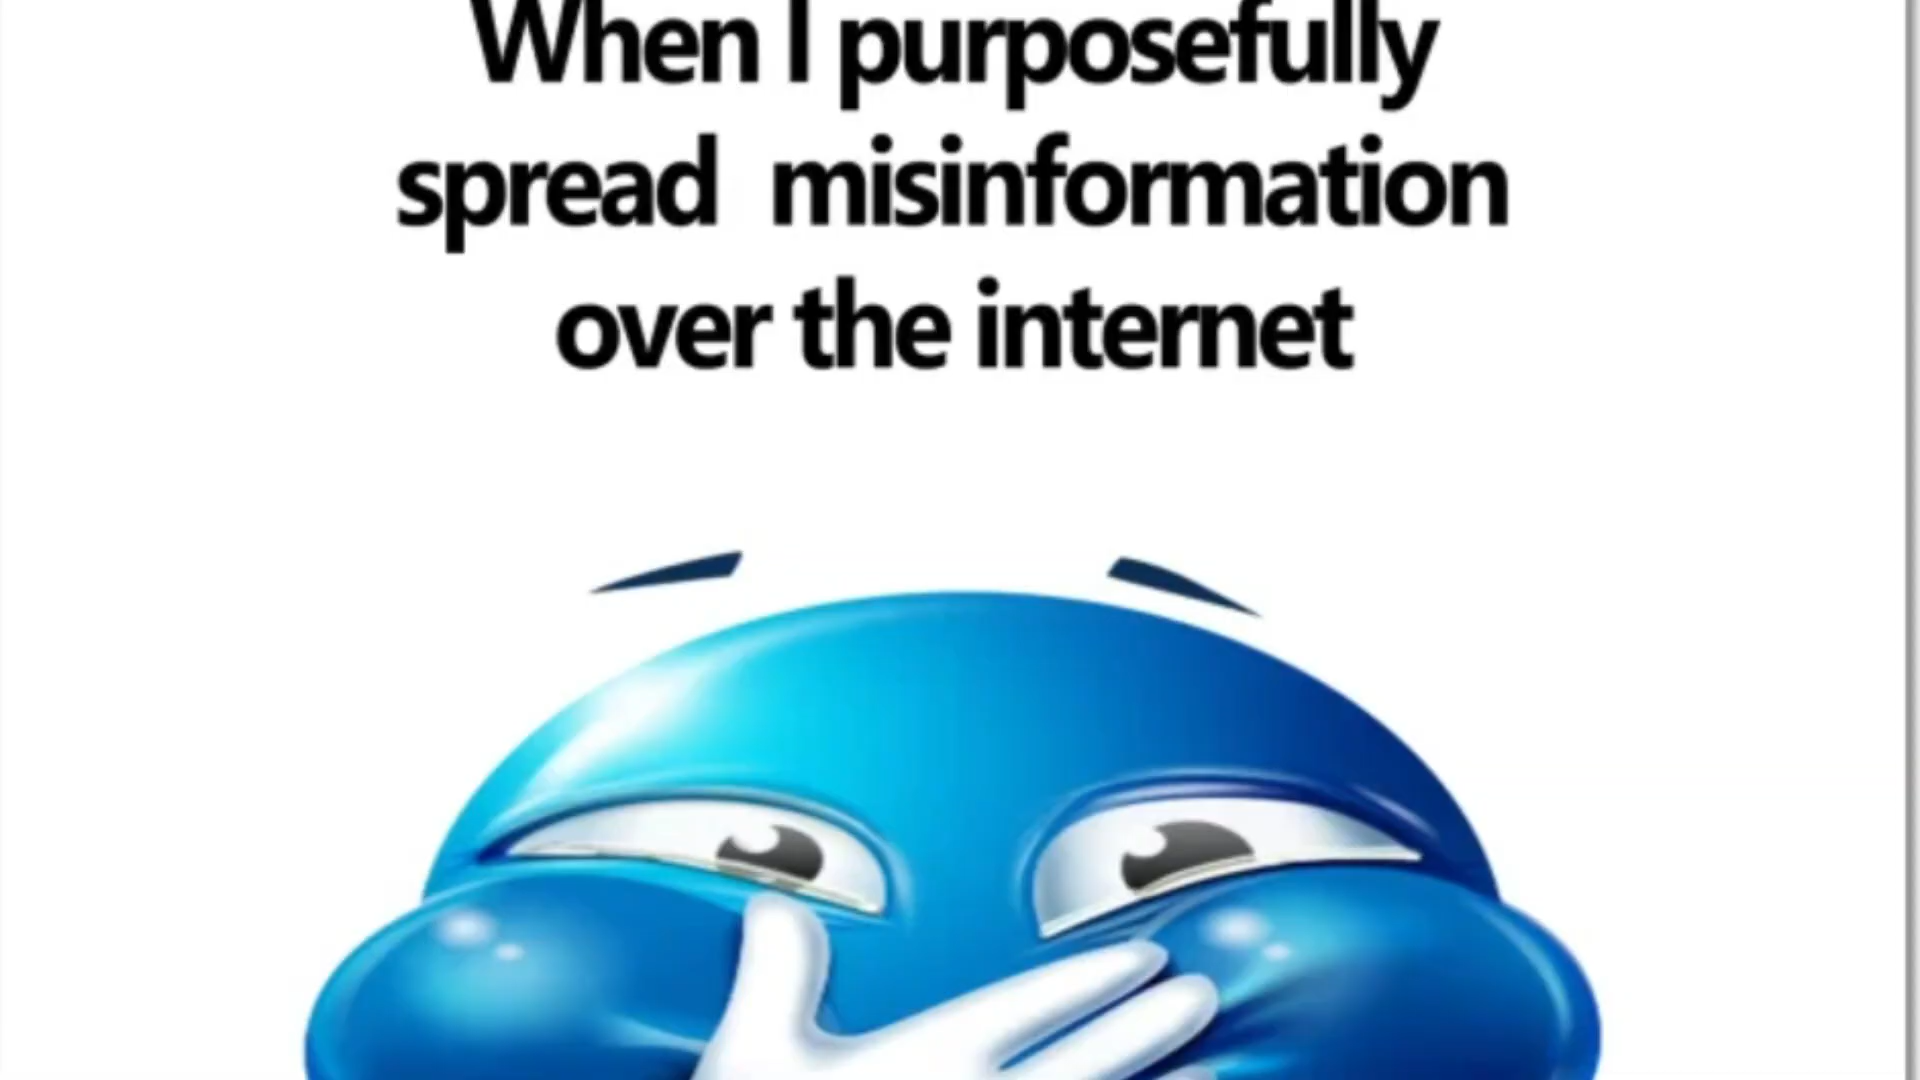 When I purposefully
spread misinformation
over the internet